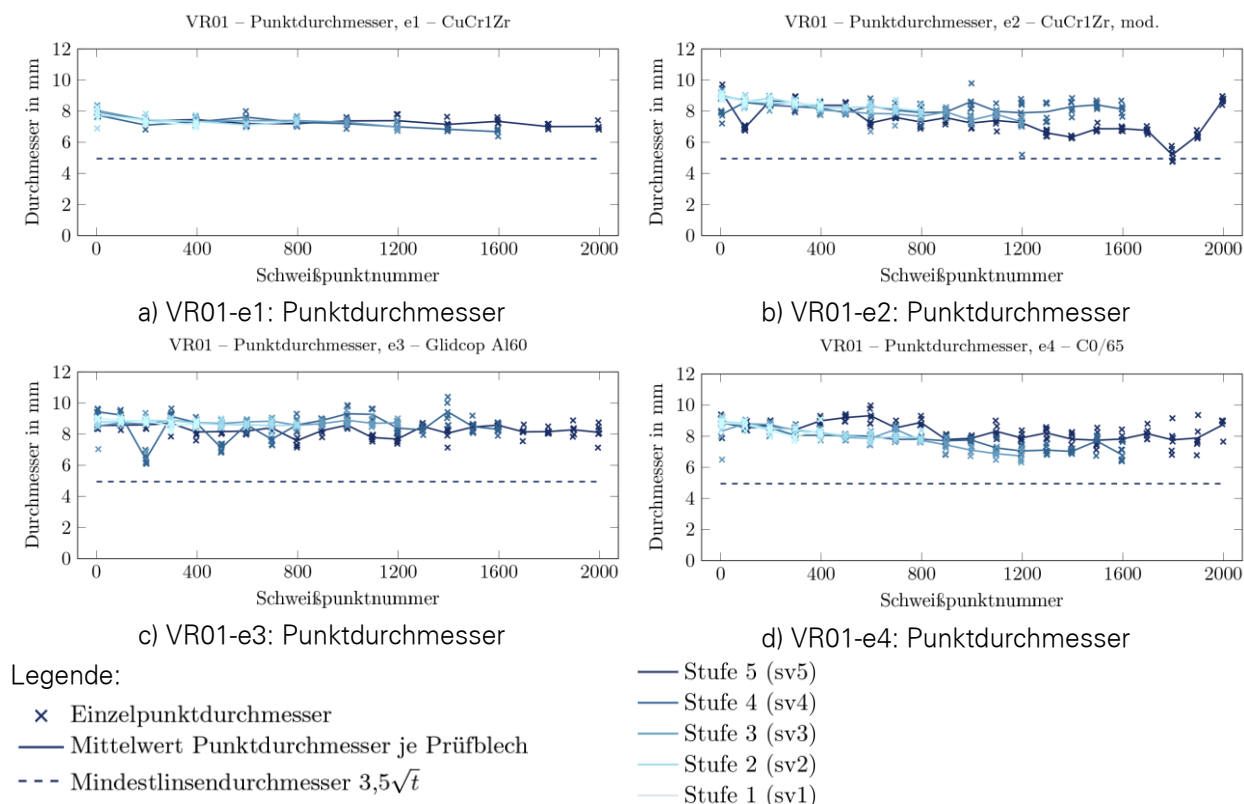 VR01 – Punktdurchmesser, e1 – CuCr1Zr
Durchmesser in mm
12
10
8
6
4
2
0
0 400 800 1200 1600 2000
Schweißpunktnummer
a) VR01-e1: Punktdurchmesser
VR01 – Punktdurchmesser, e2 – CuCr1Zr, mod.
Durchmesser in mm
12
10
8
6
4
2
0
0 400 800 1200 1600 2000
Schweißpunktnummer
b) VR01-e2: Punktdurchmesser
VR01 – Punktdurchmesser, e3 – Glidcop Al60
Durchmesser in mm
12
10
8
6
4
2
0
0 400 800 1200 1600 2000
Schweißpunktnummer
c) VR01-e3: Punktdurchmesser
VR01 – Punktdurchmesser, e4 – C0/65
Durchmesser in mm
12
10
8
6
4
2
0
0 400 800 1200 1600 2000
Schweißpunktnummer
d) VR01-e4: Punktdurchmesser
Legende:
× Einzelpunktdurchmesser
Mittelwert Punktdurchmesser je Prüfblech
Mindestlinsendurchmesser 3,5√t
Stufe 5 (sv5)
Stufe 4 (sv4)
Stufe 3 (sv3)
Stufe 2 (sv2)
Stufe 1 (sv1)